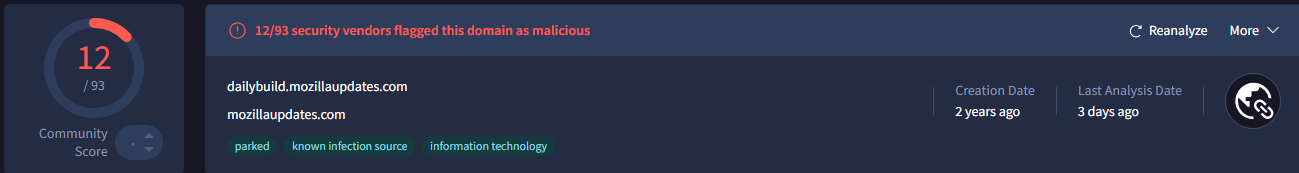 12
/ 93
Community
Score
12/93 security vendors flagged this domain as malicious
Reanalyze
More
dailybuild.mozillaupdates.com
mozillaupdates.com
parked
known infection source
information technology
Creation Date
2 years ago
Last Analysis Date
3 days ago